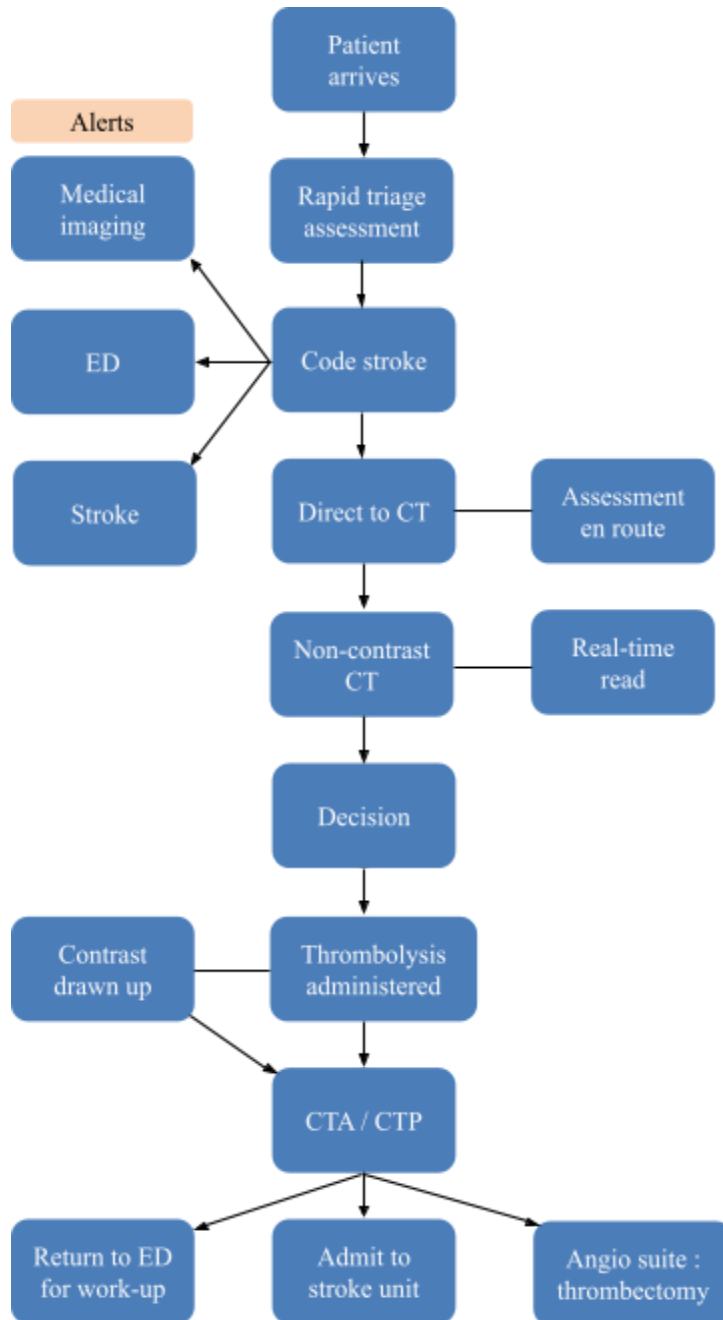 Patient
arrives
Alerts
Medical
imaging
Rapid triage
assessment
ED
Code stroke
Stroke
Direct to CT
Assessment
en route
Non-contrast
CT
Real-time
read
Decision
Contrast
drawn up
Thrombolysis
administered
CTA / CTP
Return to ED
for work-up
Admit to
stroke unit
Angio suite :
thrombectomy